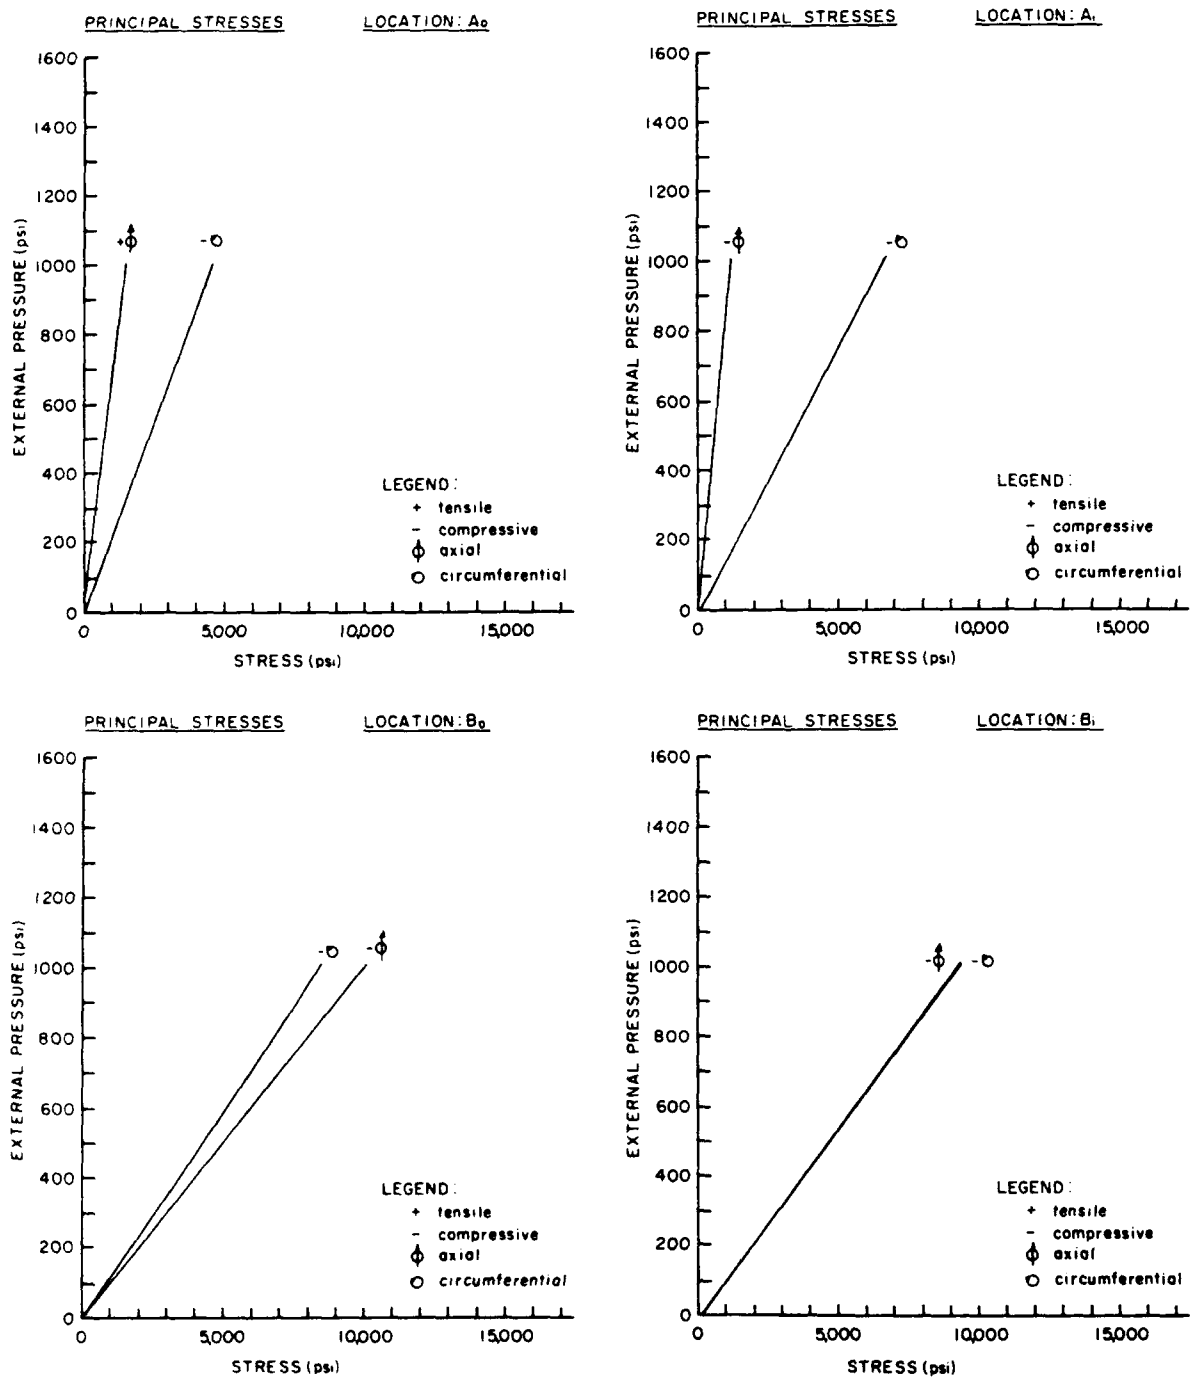 PRINCIPAL STRESSES LOCATION: Ao
1600
1400
1200
1000
800
600
400
200
0
EXTERNAL PRESSURE (psi)
+
-
LEGEND:
+ tensile
- compressive
axial
circumferential
0 5,000 10,000 15,000
STRESS (psi)
PRINCIPAL STRESSES LOCATION: Ai
1600
1400
1200
1000
800
600
400
200
0
EXTERNAL PRESSURE (psi)
-
-
LEGEND:
+ tensile
- compressive
axial
circumferential
0 5,000 10,000 15,000
STRESS (psi)
PRINCIPAL STRESSES LOCATION: Bo
1600
1400
1200
1000
800
600
400
200
0
EXTERNAL PRESSURE (psi)
-
-
LEGEND:
+ tensile
- compressive
axial
circumferential
0 5,000 10,000 15,000
STRESS (psi)
PRINCIPAL STRESSES LOCATION: Bi
1600
1400
1200
1000
800
600
400
200
0
EXTERNAL PRESSURE (psi)
-
-
LEGEND:
+ tensile
- compressive
axial
circumferential
0 5,000 10,000 15,000
STRESS (psi)